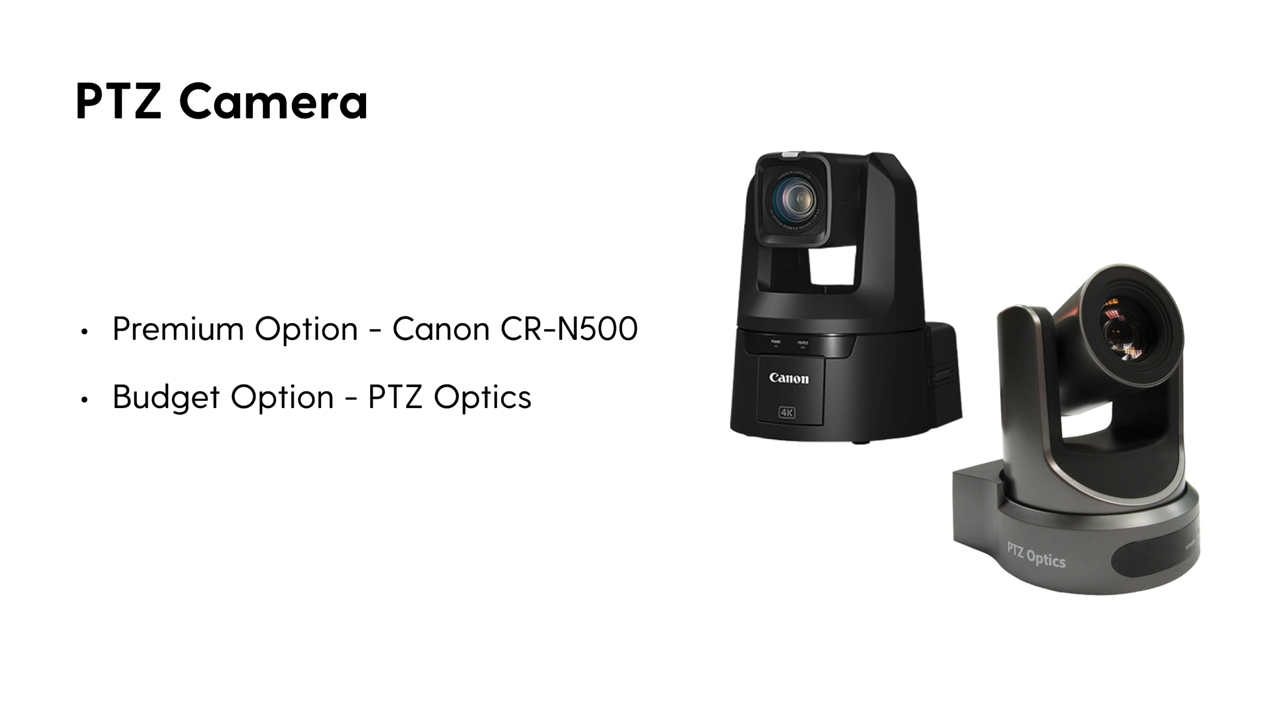 PTZ Camera
• Premium Option - Canon CR-N500
• Budget Option - PTZ Optics
Canon
4K
PTZ Optics